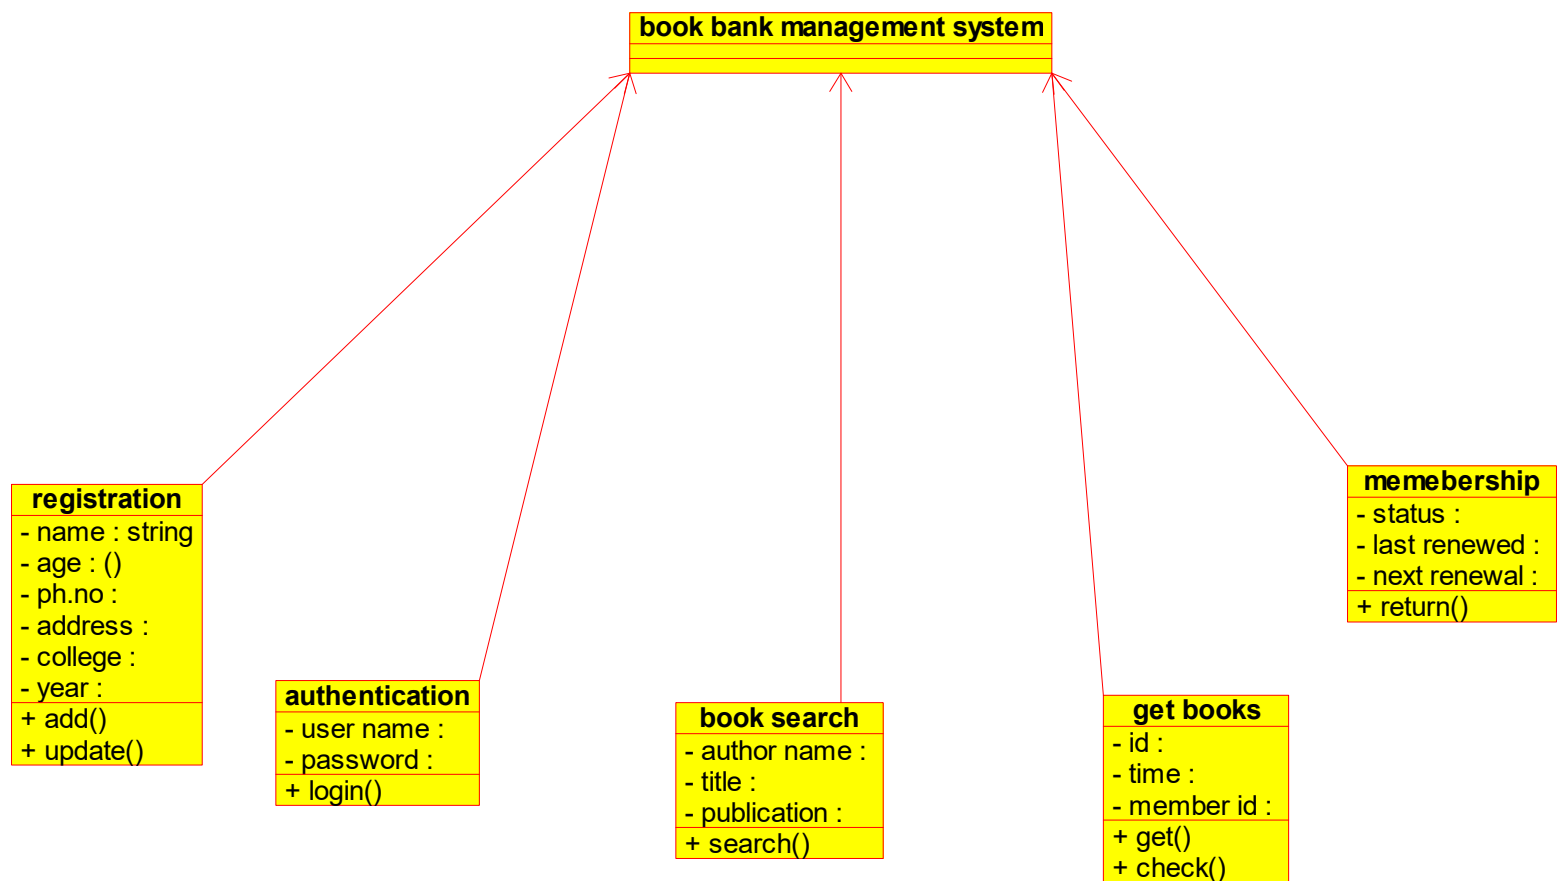 book bank management system
registration
- name : string
- age : ()
- ph.no :
- address :
- college :
- year :
+ add()
+ update()
authentication
- user name :
- password :
+ login()
book search
- author name :
- title :
- publication :
+ search()
get books
- id :
- time :
- member id :
+ get()
+ check()
memebership
- status :
- last renewed :
- next renewal :
+ return()